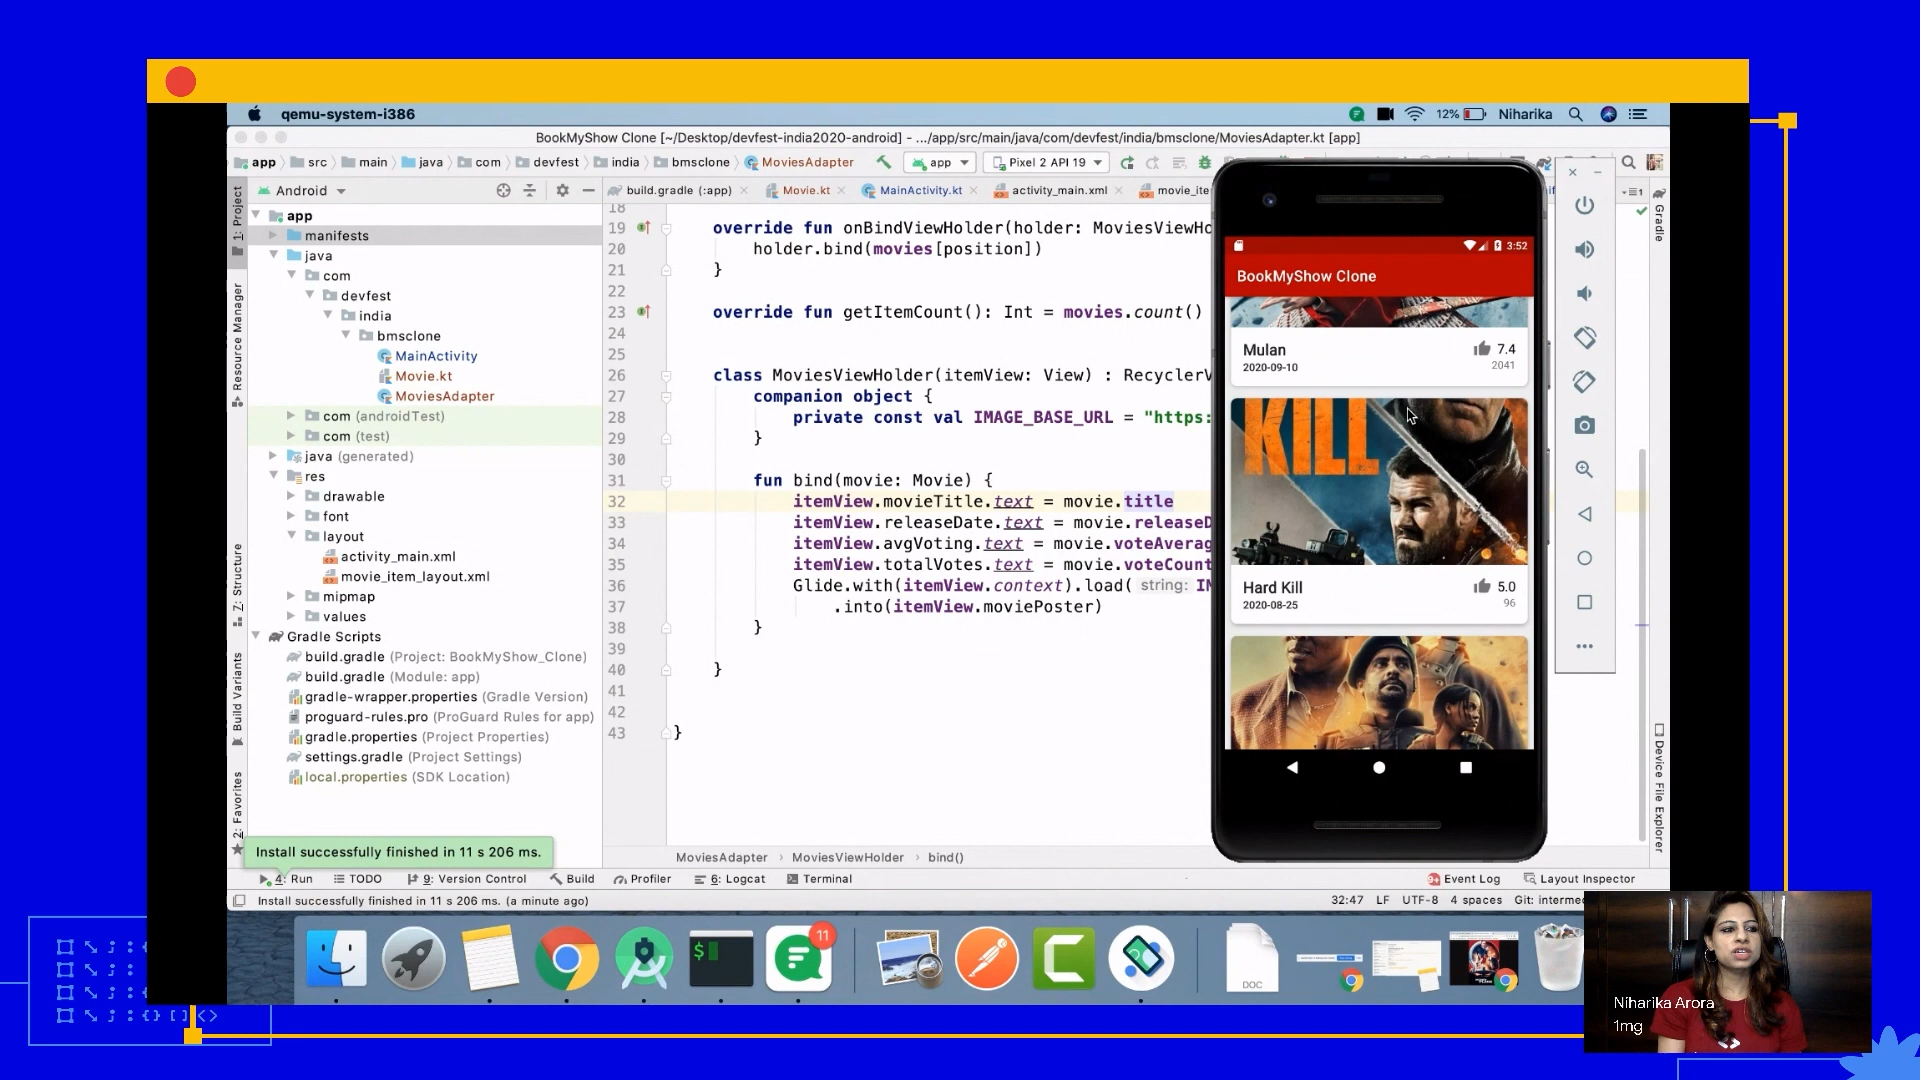 qemu-system-i386
12%
Niharika
BookMyShow Clone [~/Desktop/devfest-india2020-android] - .../app/src/main/java/com/devfest/india/bmsclone/MoviesAdapter.kt [app]
app
src
main
java
com
devfest
india
bmsclone
MoviesAdapter
app
Pixel 2 API 19
Android
build.gradle (:app)
Movie.kt
MainActivity.kt
activity_main.xml
movie_ite
1
1: Project
Resource Manager
7: Structure
Build Variants
2: Favorites
Gradle
Device File Explorer
app
manifests
java
com
devfest
india
bmsclone
MainActivity
Movie.kt
MoviesAdapter
com (androidTest)
com (test)
java (generated)
res
drawable
font
layout
activity_main.xml
movie_item_layout.xml
mipmap
values
Gradle Scripts
build.gradle (Project: BookMyShow_Clone)
build.gradle (Module: app)
gradle-wrapper.properties (Gradle Version)
proguard-rules.pro (ProGuard Rules for app)
gradle.properties (Project Properties)
settings.gradle (Project Settings)
local.properties (SDK Location)
18
19 override fun onBindViewHolder(holder: MoviesViewHo
20 holder.bind(movies[position])
21 }
22
23 override fun getItemCount(): Int = movies.count()
24
25
26 class MoviesViewHolder(itemView: View) : RecyclerV
27 companion object {
28 private const val IMAGE_BASE_URL = "https:
29 }
30
31 fun bind(movie: Movie) {
32 itemView.movieTitle.text = movie.title
33 itemView.releaseDate.text = movie.releaseD
34 itemView.avgVoting.text = movie.voteAverag
35 itemView.totalVotes.text = movie.voteCount
36 Glide.with(itemView.context).load( string: IM
37 .into(itemView.moviePoster)
38 }
39
40 }
41
42
43 }
3:52
BookMyShow Clone
Mulan
7.4
2020-09-10
2041
KILL
Hard Kill
5.0
2020-08-25
96
Install successfully finished in 11 s 206 ms.
MoviesAdapter › MoviesViewHolder › bind()
4: Run
TODO
9: Version Control
Build
Profiler
6: Logcat
Terminal
Event Log
Layout Inspector
Install successfully finished in 11 s 206 ms. (a minute ago)
32:47
LF
UTF-8
4 spaces
Git: interme
11
$
DOC
Niharika Arora
1mg